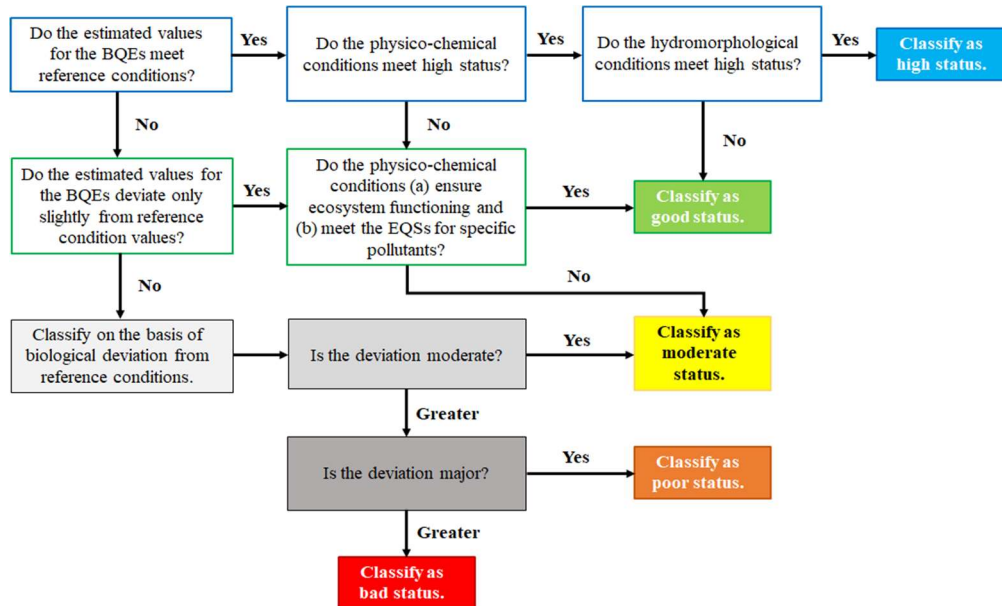 Do the estimated values
for the BQEs meet
reference conditions?
Yes
Do the physico-chemical
conditions meet high status?
Yes
Do the hydromorphological
conditions meet high status?
Yes
Classify as
high status.
No
No
No
Do the estimated values for
the BQEs deviate only
slightly from reference
condition values?
Yes
Do the physico-chemical
conditions (a) ensure
ecosystem functioning and
(b) meet the EQSs for specific
pollutants?
Yes
Classify as
good status.
No
No
Classify on the basis of
biological deviation from
reference conditions.
Is the deviation moderate?
Yes
Classify as
moderate
status.
Greater
Is the deviation major?
Yes
Classify as
poor status.
Greater
Classify as
bad status.